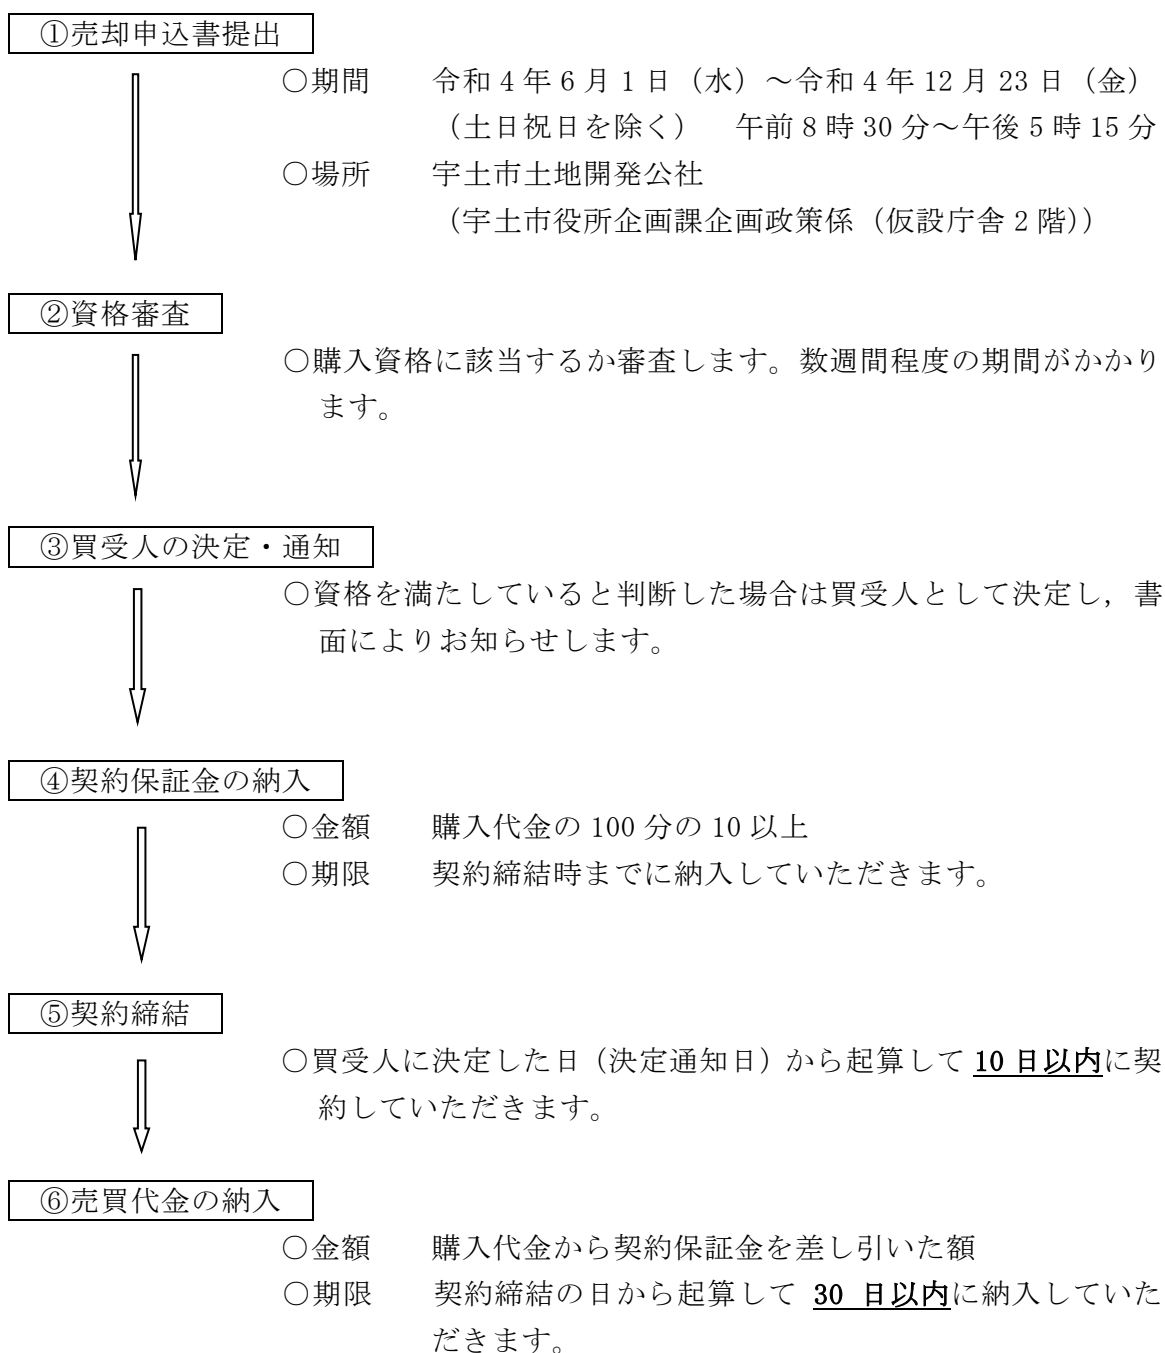 ①売却申込書提出
○期間 令和4年6月1日（水）～令和4年12月23日（金）
（土日祝日を除く） 午前8時30分～午後5時15分
○場所 宇土市土地開発公社
（宇土市役所企画課企画政策係（仮設庁舎2階））
②資格審査
○購入資格に該当するか審査します。数週間程度の期間がかかり
ます。
③買受人の決定・通知
○資格を満たしていると判断した場合は買受人として決定し，書
面によりお知らせします。
④契約保証金の納入
○金額 購入代金の100分の10以上
○期限 契約締結時までに納入していただきます。
⑤契約締結
○買受人に決定した日（決定通知日）から起算して10日以内に契
約していただきます。
⑥売買代金の納入
○金額 購入代金から契約保証金を差し引いた額
○期限 契約締結の日から起算して 30 日以内に納入していた
だきます。